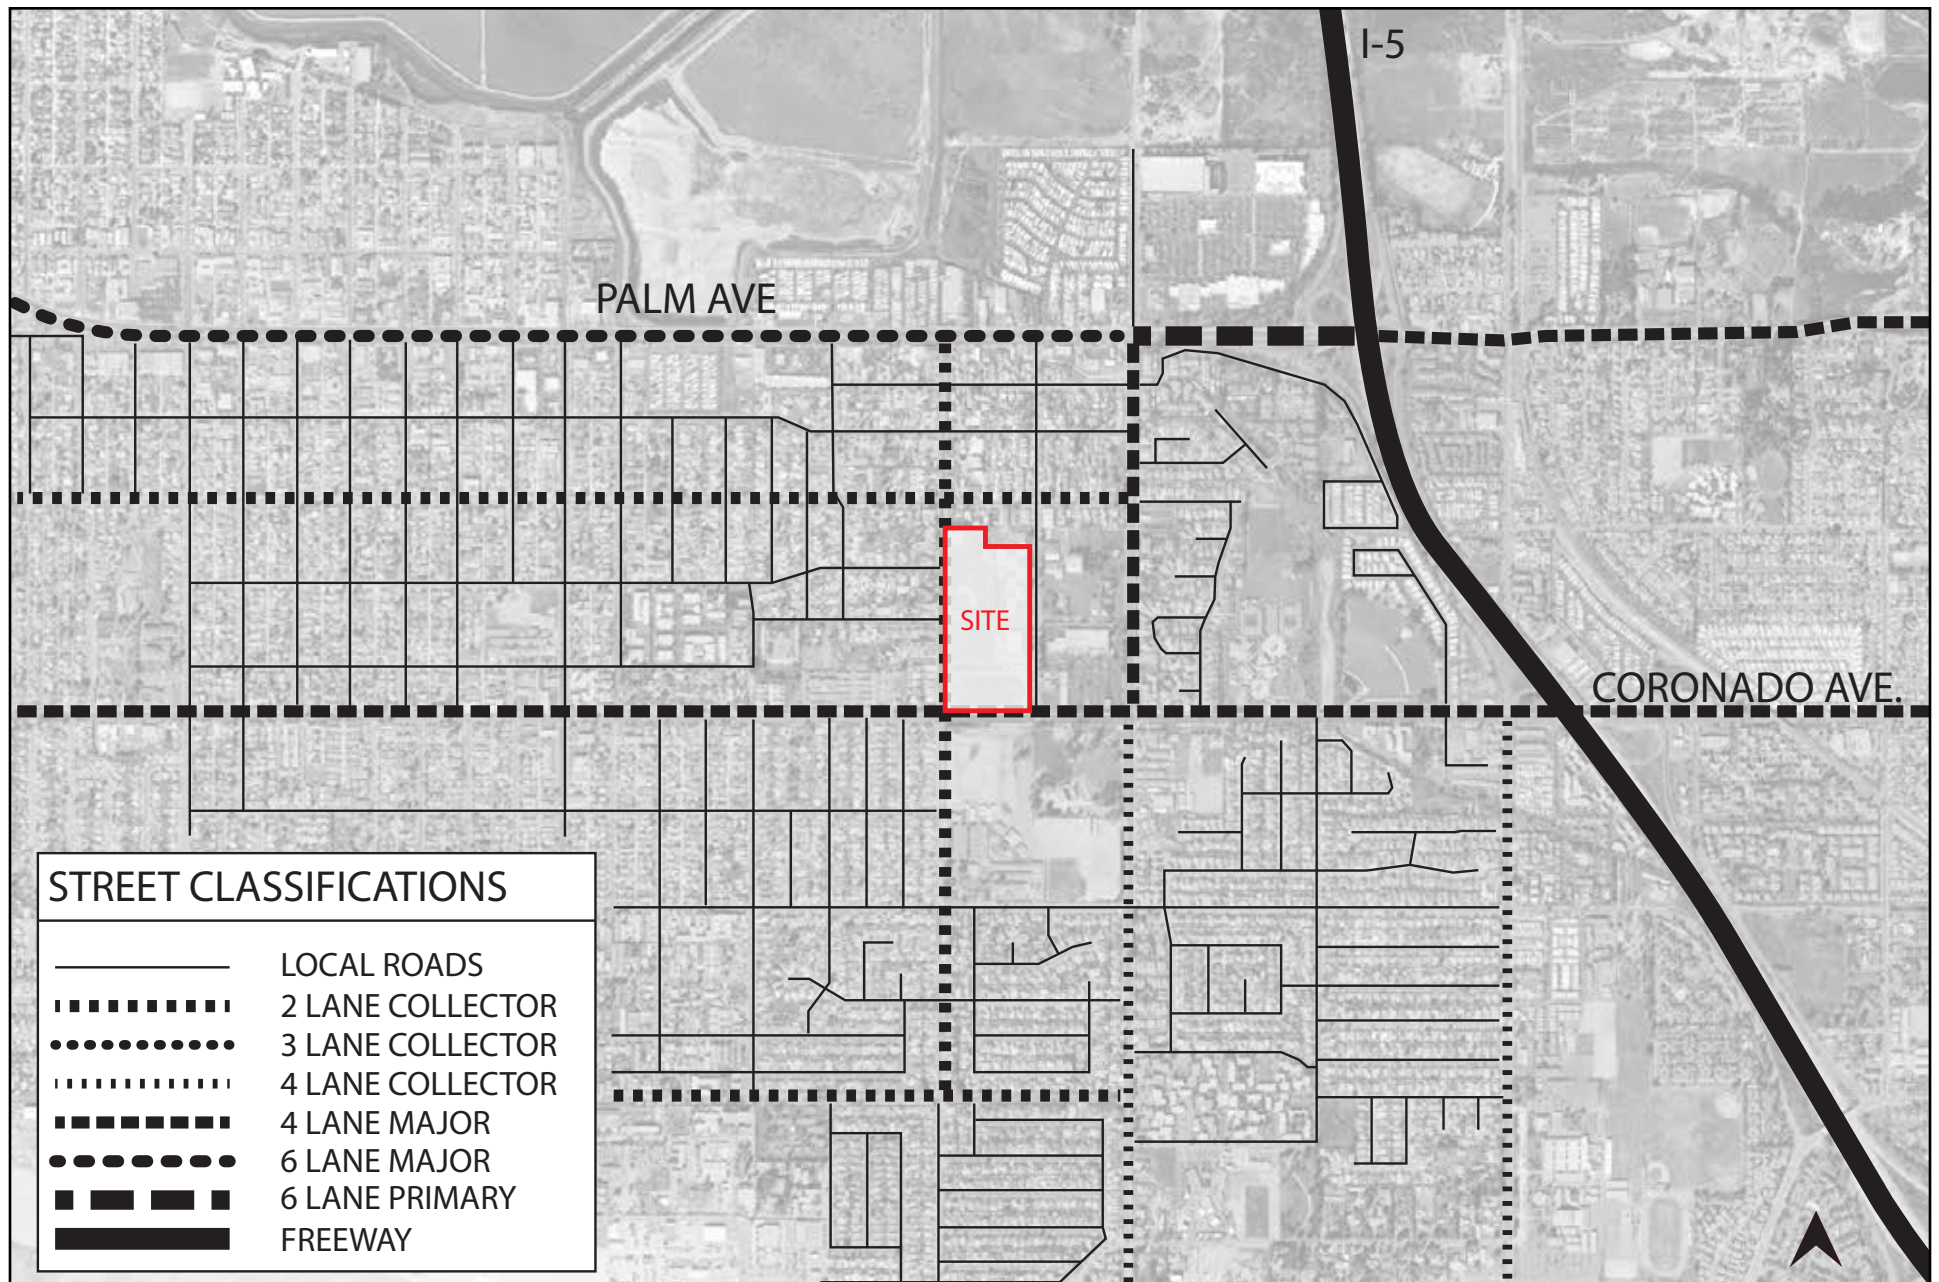 I-5
PALM AVE
SITE
CORONADO AVE.
STREET CLASSIFICATIONS
LOCAL ROADS
2 LANE COLLECTOR
3 LANE COLLECTOR
4 LANE COLLECTOR
4 LANE MAJOR
6 LANE MAJOR
6 LANE PRIMARY
FREEWAY